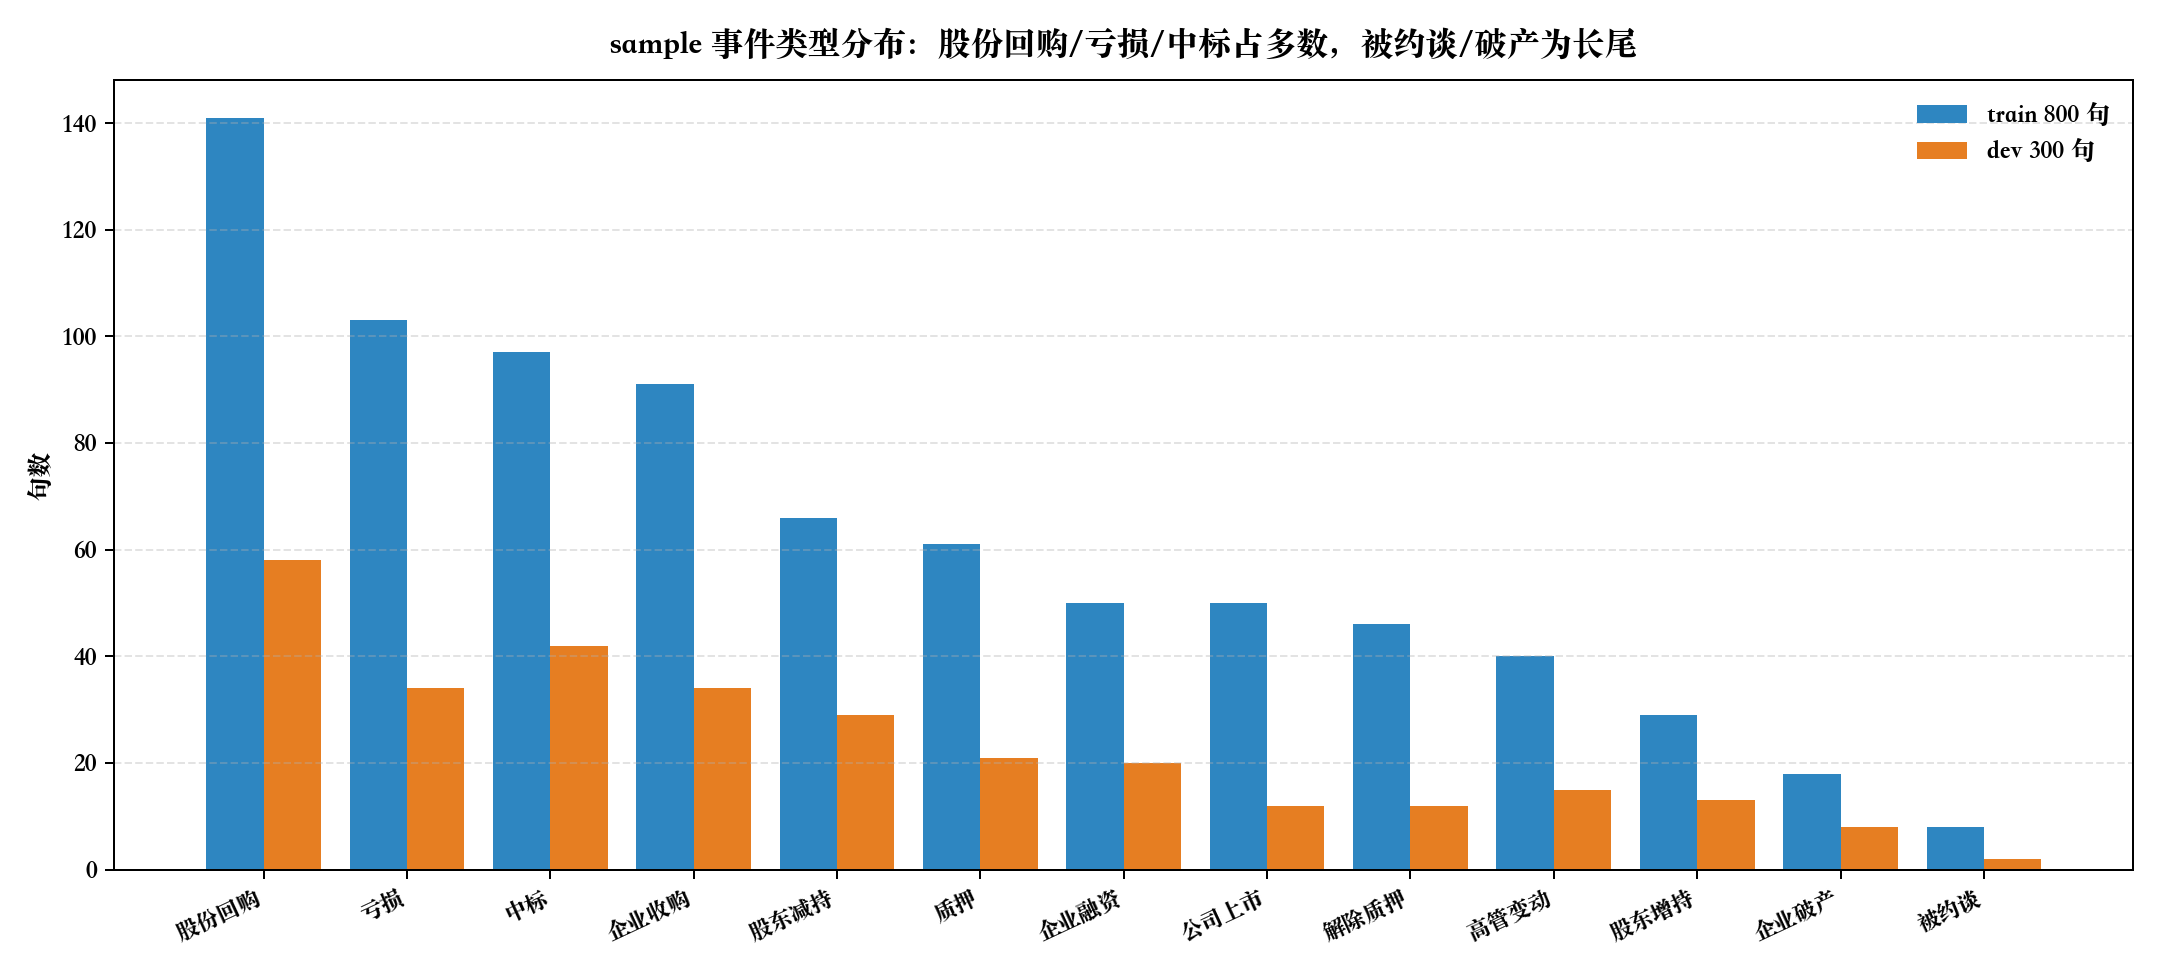 sample 事件类型分布：股份回购/亏损/中标占多数，被约谈/破产为长尾
train 800 句
dev 300 句
句数
140
120
100
80
60
40
20
0
股份回购
亏损
中标
企业收购
股东减持
质押
企业融资
公司上市
解除质押
高管变动
股东增持
企业破产
被约谈